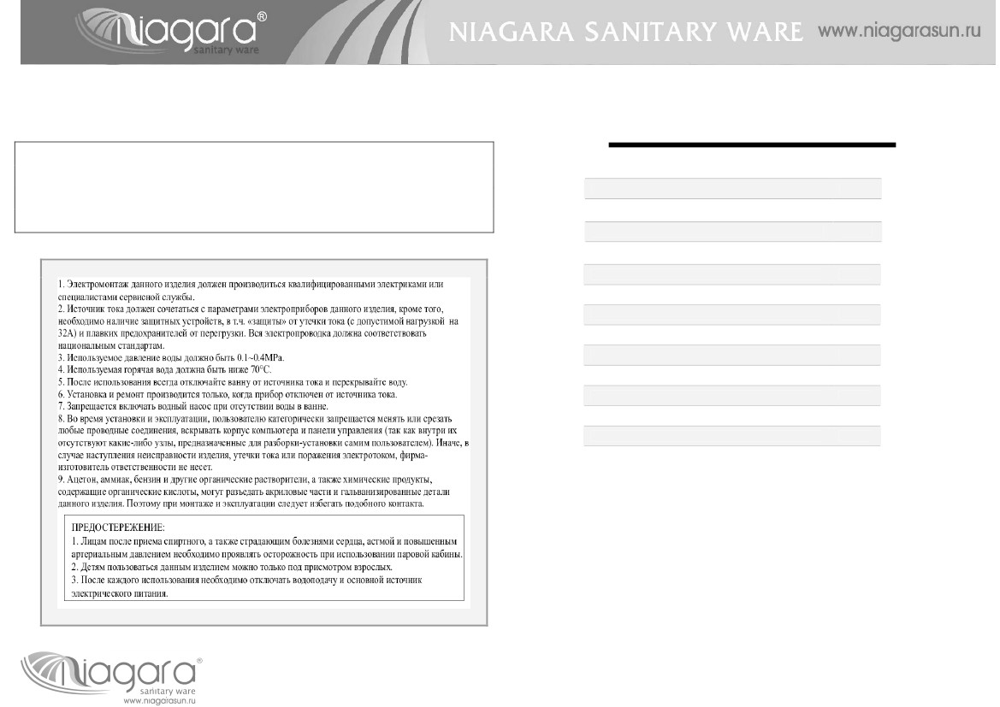 Niagara®
sanitary ware
NIAGARA SANITARY WARE www.niagarasun.ru
1. Электромонтаж данного изделия должен производиться квалифицированными электриками или
специалистами сервисной службы.
2. Источник тока должен сочетаться с параметрами электроприборов данного изделия, кроме того,
необходимо наличие защитных устройств, в т.ч. «защиты» от утечки тока (с допустимой нагрузкой на
32А) и плавких предохранителей от перегрузки. Вся электропроводка должна соответствовать
национальным стандартам.
3. Используемое давление воды должно быть 0.1~0.4MPa.
4. Используемая горячая вода должна быть ниже 70°C.
5. После использования всегда отключайте ванну от источника тока и перекрывайте воду.
6. Установка и ремонт производится только, когда прибор отключен от источника тока.
7. Запрещается включать водный насос при отсутствии воды в ванне.
8. Во время установки и эксплуатации, пользователю категорически запрещается менять или срезать
любые проводные соединения, вскрывать корпус компьютера и панели управления (так как внутри их
отсутствуют какие-либо узлы, предназначенные для разборки-установки самим пользователем). Иначе, в
случае наступления неисправности изделия, утечки тока или поражения электротоком, фирма-
изготовитель ответственности не несет.
9. Ацетон, аммиак, бензин и другие органические растворители, а также химические продукты,
содержащие органические кислоты, могут разъедать акриловые части и гальванизированные детали
данного изделия. Поэтому при монтаже и эксплуатации следует избегать подобного контакта.
ПРЕДОСТЕРЕЖЕНИЕ:
1. Лицам после приема спиртного, а также страдающим болезнями сердца, астмой и повышенным
артериальным давлением необходимо проявлять осторожность при использовании паровой кабины.
2. Детям пользоваться данным изделием можно только под присмотром взрослых.
3. После каждого использования необходимо отключать водоподачу и основной источник
электрического питания.
Niagara®
sanitary ware
www.niagarasun.ru